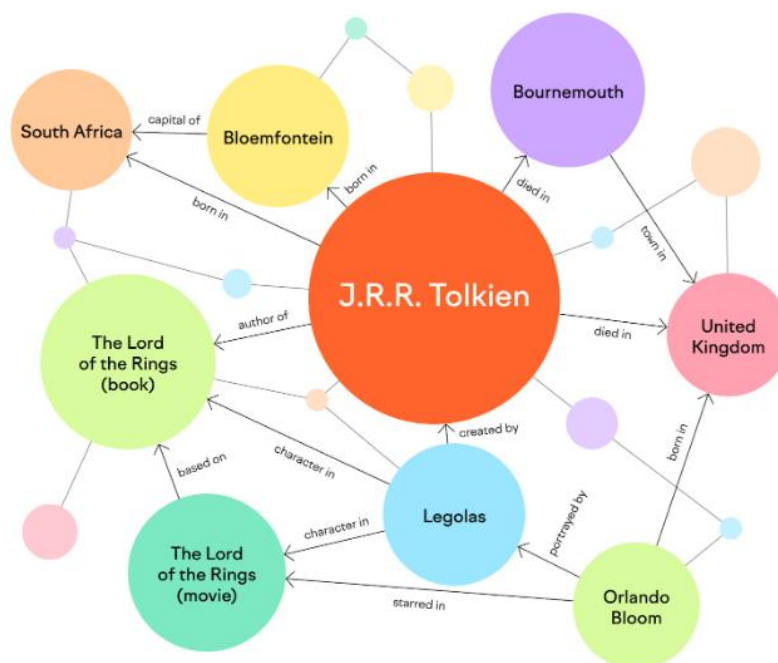 Bournemouth
South Africa
capital of
Bloemfontein
born in
died in
born in
town in
J.R.R. Tolkien
author of
died in
United
Kingdom
The Lord
of the Rings
(book)
created by
character in
born in
based on
Legolas
portrayed by
character in
The Lord
of the Rings
(movie)
starred in
Orlando
Bloom